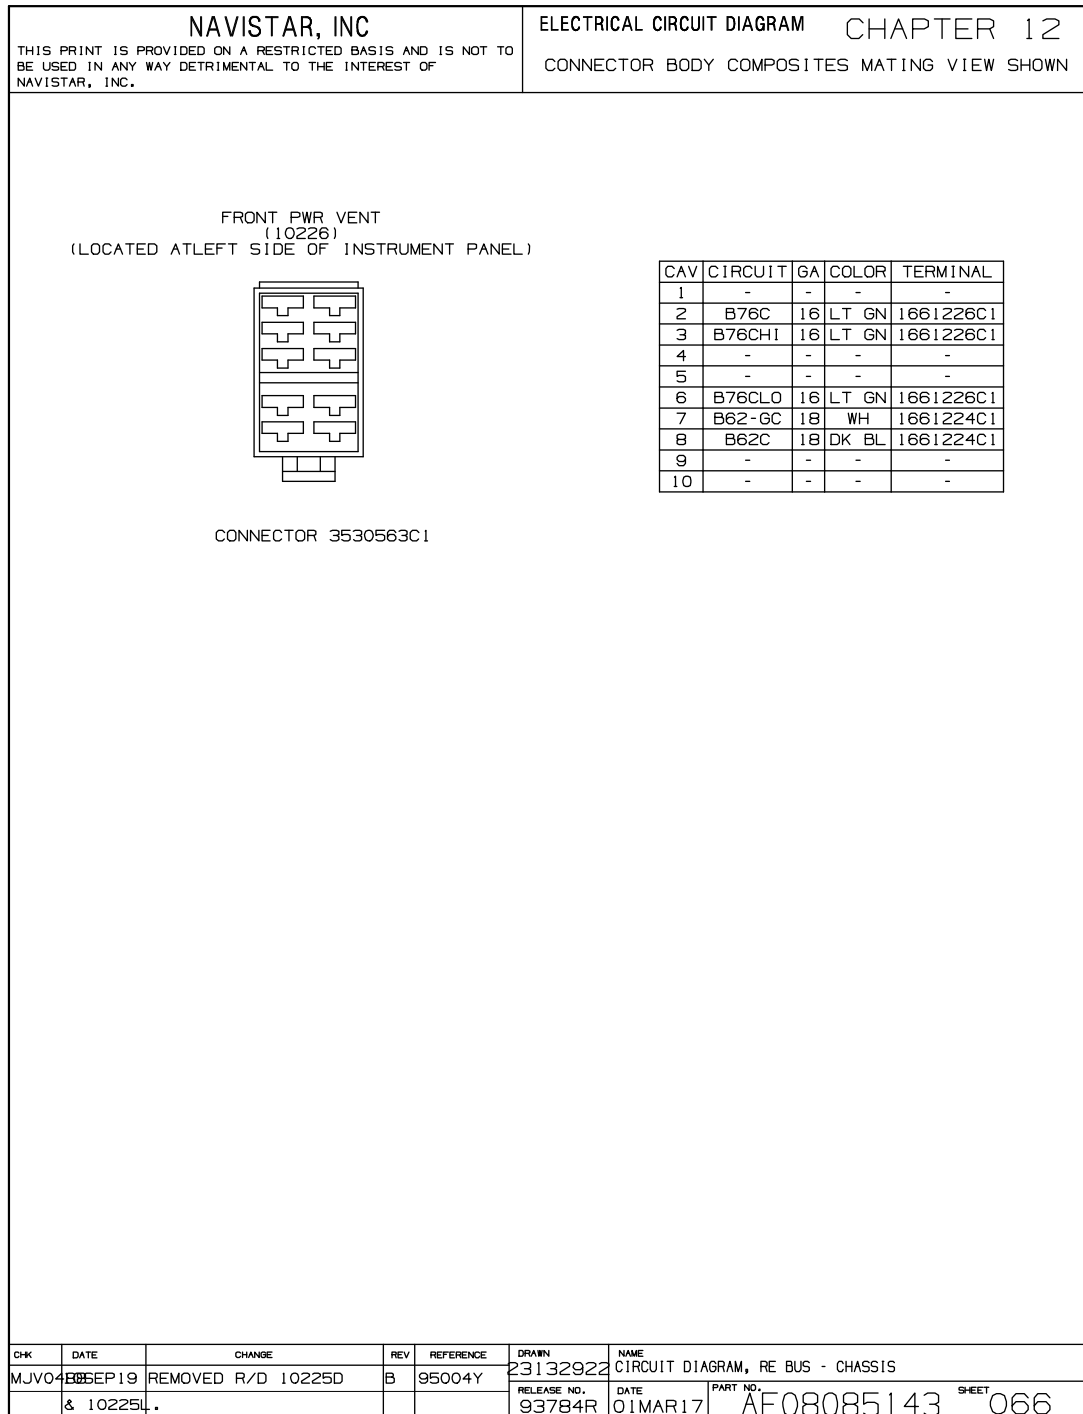 NAVISTAR, INC
THIS PRINT IS PROVIDED ON A RESTRICTED BASIS AND IS NOT TO
BE USED IN ANY WAY DETRIMENTAL TO THE INTEREST OF
NAVISTAR, INC.
ELECTRICAL CIRCUIT DIAGRAM CHAPTER 12
CONNECTOR BODY COMPOSITES MATING VIEW SHOWN
FRONT PWR VENT
(10226)
(LOCATED ATLEFT SIDE OF INSTRUMENT PANEL)
CONNECTOR 3530563C1
CAV CIRCUIT GA COLOR TERMINAL
1 - - - -
2 B76C 16 LT GN 1661226C1
3 B76CHI 16 LT GN 1661226C1
4 - - - -
5 - - - -
6 B76CLO 16 LT GN 1661226C1
7 B62-GC 18 WH 1661224C1
8 B62C 18 DK BL 1661224C1
9 - - - -
10 - - - -
CHK DATE CHANGE REV REFERENCE
REMOVED R/D 10225D B 95004Y
& 10225L.
DRAWN
23132922
NAME
CIRCUIT DIAGRAM, RE BUS - CHASSIS
RELEASE NO.
93784R
DATE
01MAR17
PART NO.
AF08085143
SHEET
066